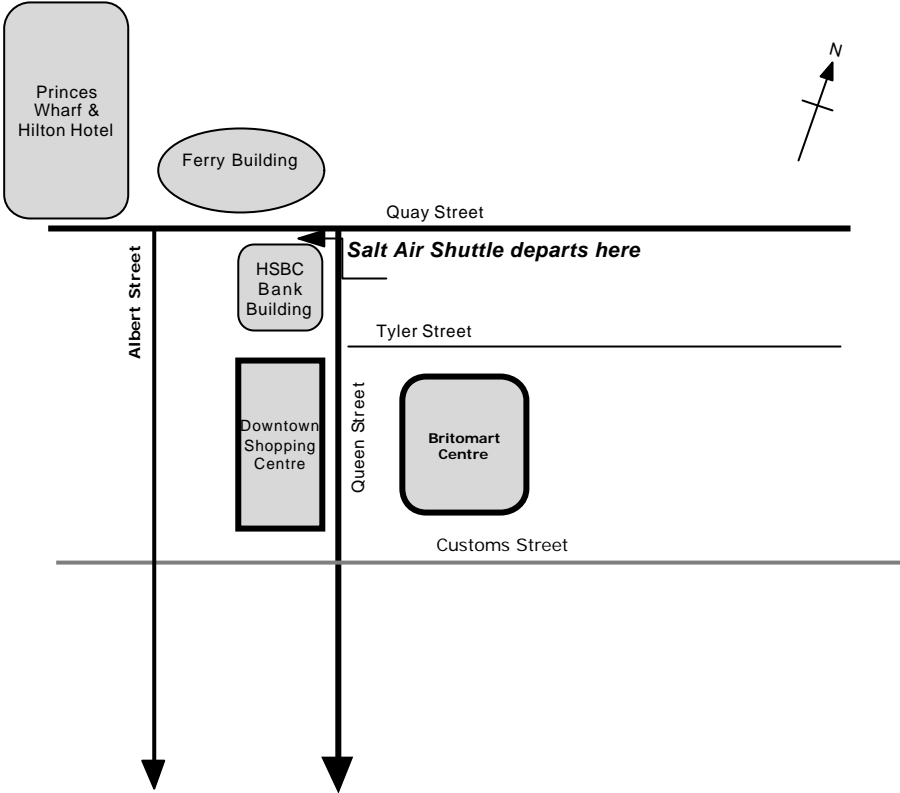 N
Princes
Wharf &
Hilton Hotel
Ferry Building
Quay Street
Salt Air Shuttle departs here
HSBC
Bank
Building
Albert Street
Tyler Street
Queen Street
Downtown
Shopping
Centre
Britomart
Centre
Customs Street